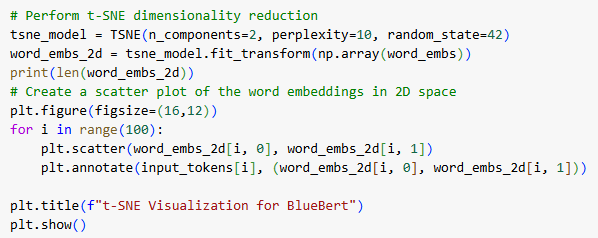 # Perform t-SNE dimensionality reduction
tsne_model = TSNE(n_components=2, perplexity=10, random_state=42)
word_embs_2d = tsne_model.fit_transform(np.array(word_embs))
print(len(word_embs_2d))
# Create a scatter plot of the word embeddings in 2D space
plt.figure(figsize=(16,12))
for i in range(100):
    plt.scatter(word_embs_2d[i, 0], word_embs_2d[i, 1])
    plt.annotate(input_tokens[i], (word_embs_2d[i, 0], word_embs_2d[i, 1]))

plt.title(f"t-SNE Visualization for BlueBert")
plt.show()